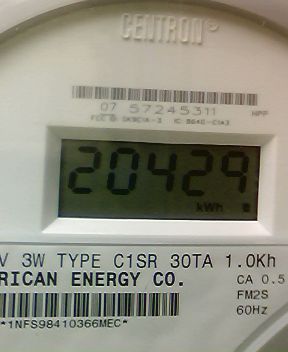 CENTRON®
07 57245311 HPP
20429
kWh
V 3W TYPE C1SR 30TA 1.0Kh
RICAN ENERGY CO. CA 0.5
FM2S
*1NFS98410366MEC* 60Hz